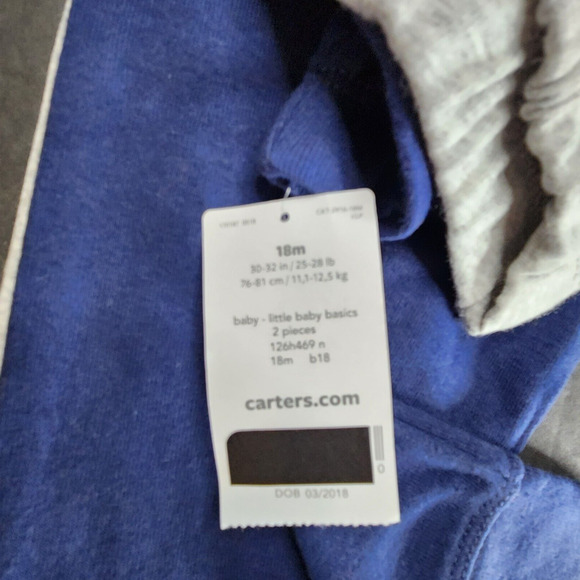 18m
30-32 in / 25-28 lb
76-81 cm / 11,1-12,5 kg
baby - little baby basics
2 pieces
126h469 n
18m b18
carters.com
0
DOB 03/2018